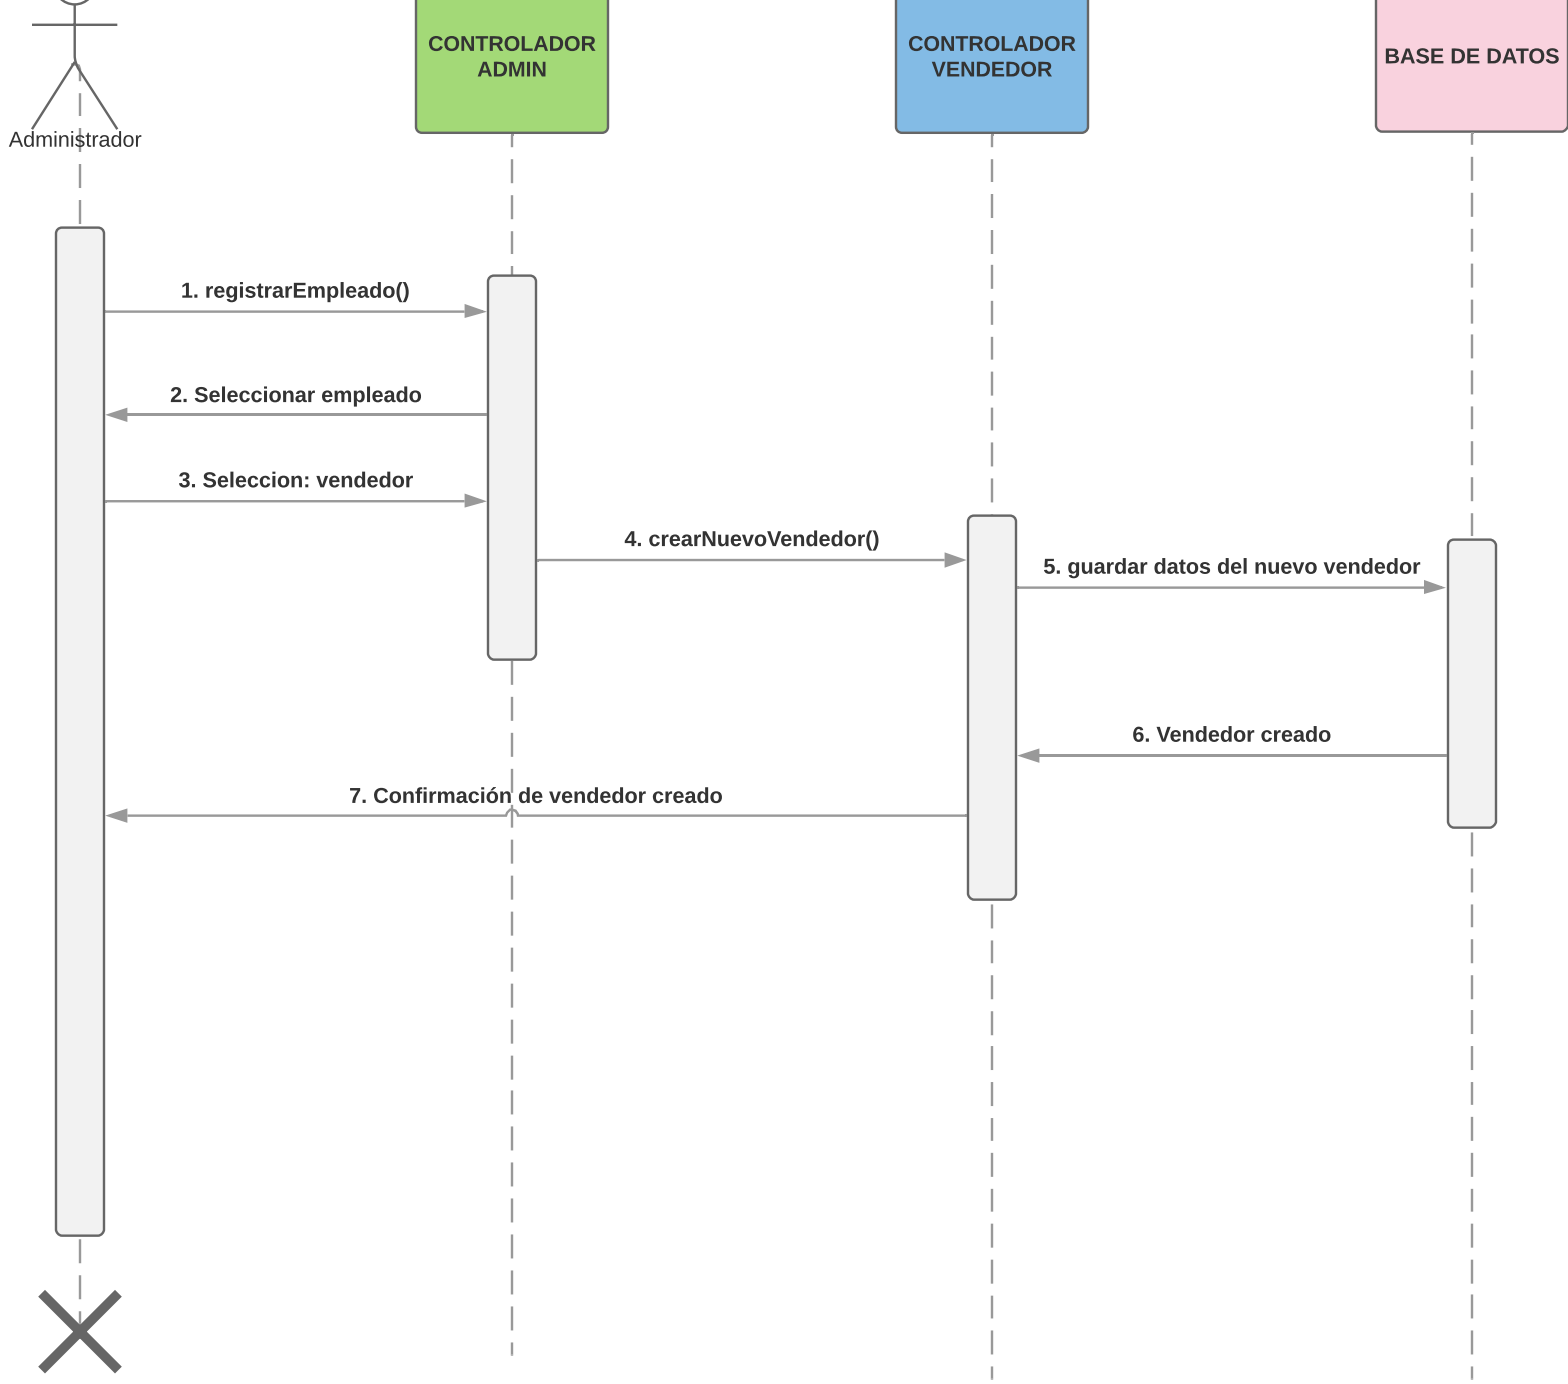 CONTROLADOR
ADMIN
CONTROLADOR
VENDEDOR
BASE DE DATOS
Administrador
1. registrarEmpleado()
2. Seleccionar empleado
3. Seleccion: vendedor
4. crearNuevoVendedor()
5. guardar datos del nuevo vendedor
6. Vendedor creado
7. Confirmación de vendedor creado